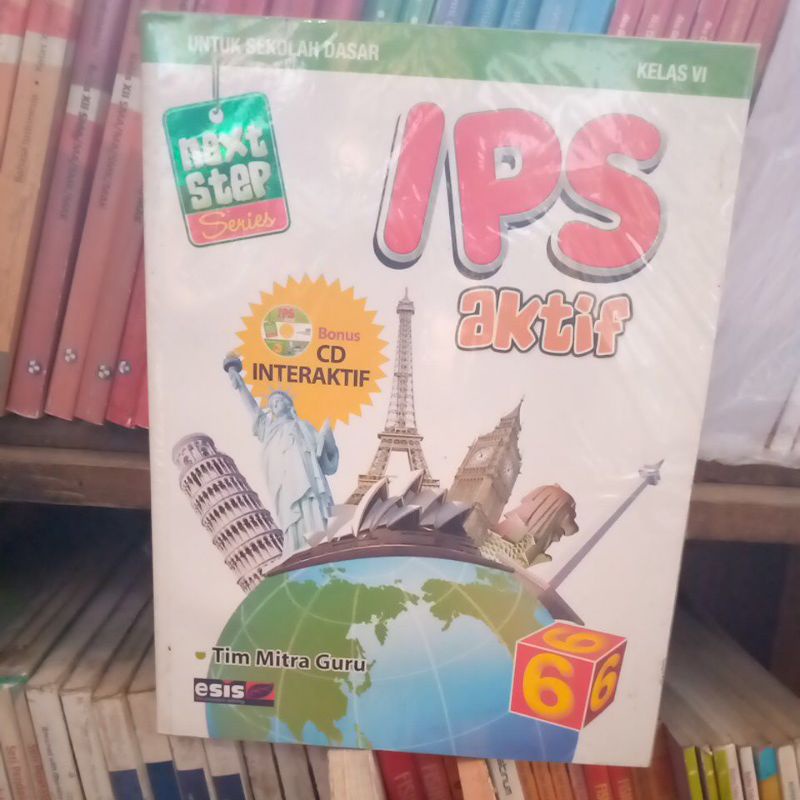 UNTUK SEKOLAH DASAR
KELAS VI
next
step
Series
IPS
aktif
IPS
Bonus
CD
INTERAKTIF
Tim Mitra Guru
esis
6
6
6